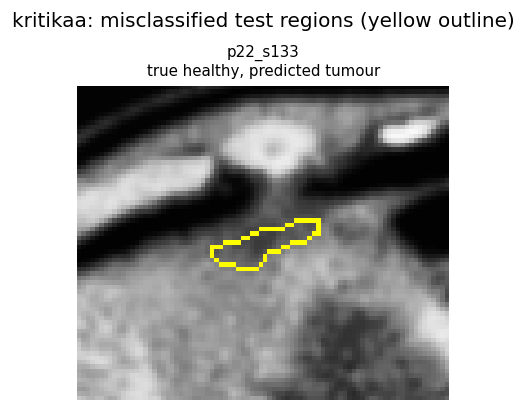 kritikaa: misclassified test regions (yellow outline)
p22_s133
true healthy, predicted tumour